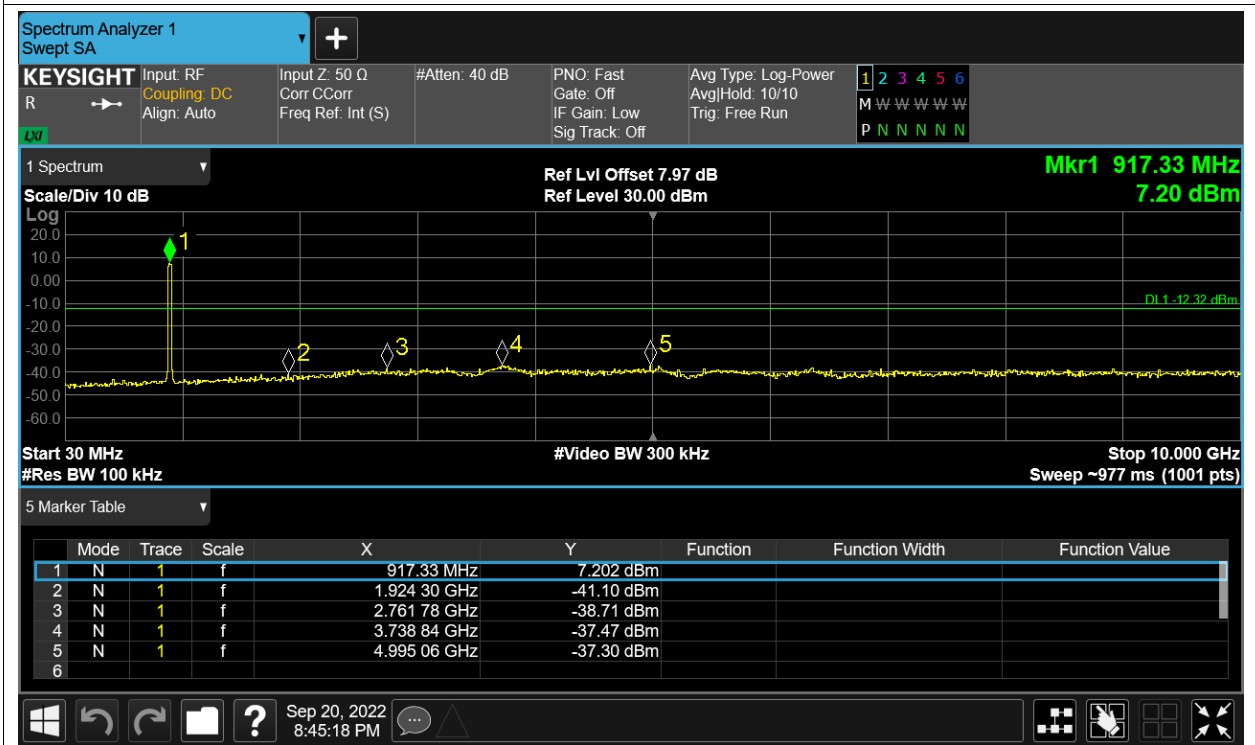 Spectrum Analyzer 1
Swept SA
KEYSIGHT
R
LXI
Input: RF
Coupling: DC
Align: Auto
Input Z: 50 Ω
Corr CCorr
Freq Ref: Int (S)
#Atten: 40 dB
PNO: Fast
Gate: Off
IF Gain: Low
Sig Track: Off
Avg Type: Log-Power
Avg|Hold: 10/10
Trig: Free Run
1 2 3 4 5 6
M W W W W W
P N N N N N
1 Spectrum
Scale/Div 10 dB
Ref Lvl Offset 7.97 dB
Ref Level 30.00 dBm
Mkr1 917.33 MHz
7.20 dBm
Log
20.0
10.0
0.00
-10.0
-20.0
-30.0
-40.0
-50.0
-60.0
1
2
3
4
5
DL1 -12.32 dBm
Start 30 MHz
#Res BW 100 kHz
#Video BW 300 kHz
Stop 10.000 GHz
Sweep ~977 ms (1001 pts)
5 Marker Table
Mode Trace Scale X Y Function Function Width Function Value
1 N 1 f 917.33 MHz 7.202 dBm
2 N 1 f 1.924 30 GHz -41.10 dBm
3 N 1 f 2.761 78 GHz -38.71 dBm
4 N 1 f 3.738 84 GHz -37.47 dBm
5 N 1 f 4.995 06 GHz -37.30 dBm
6
?
Sep 20, 2022
8:45:18 PM